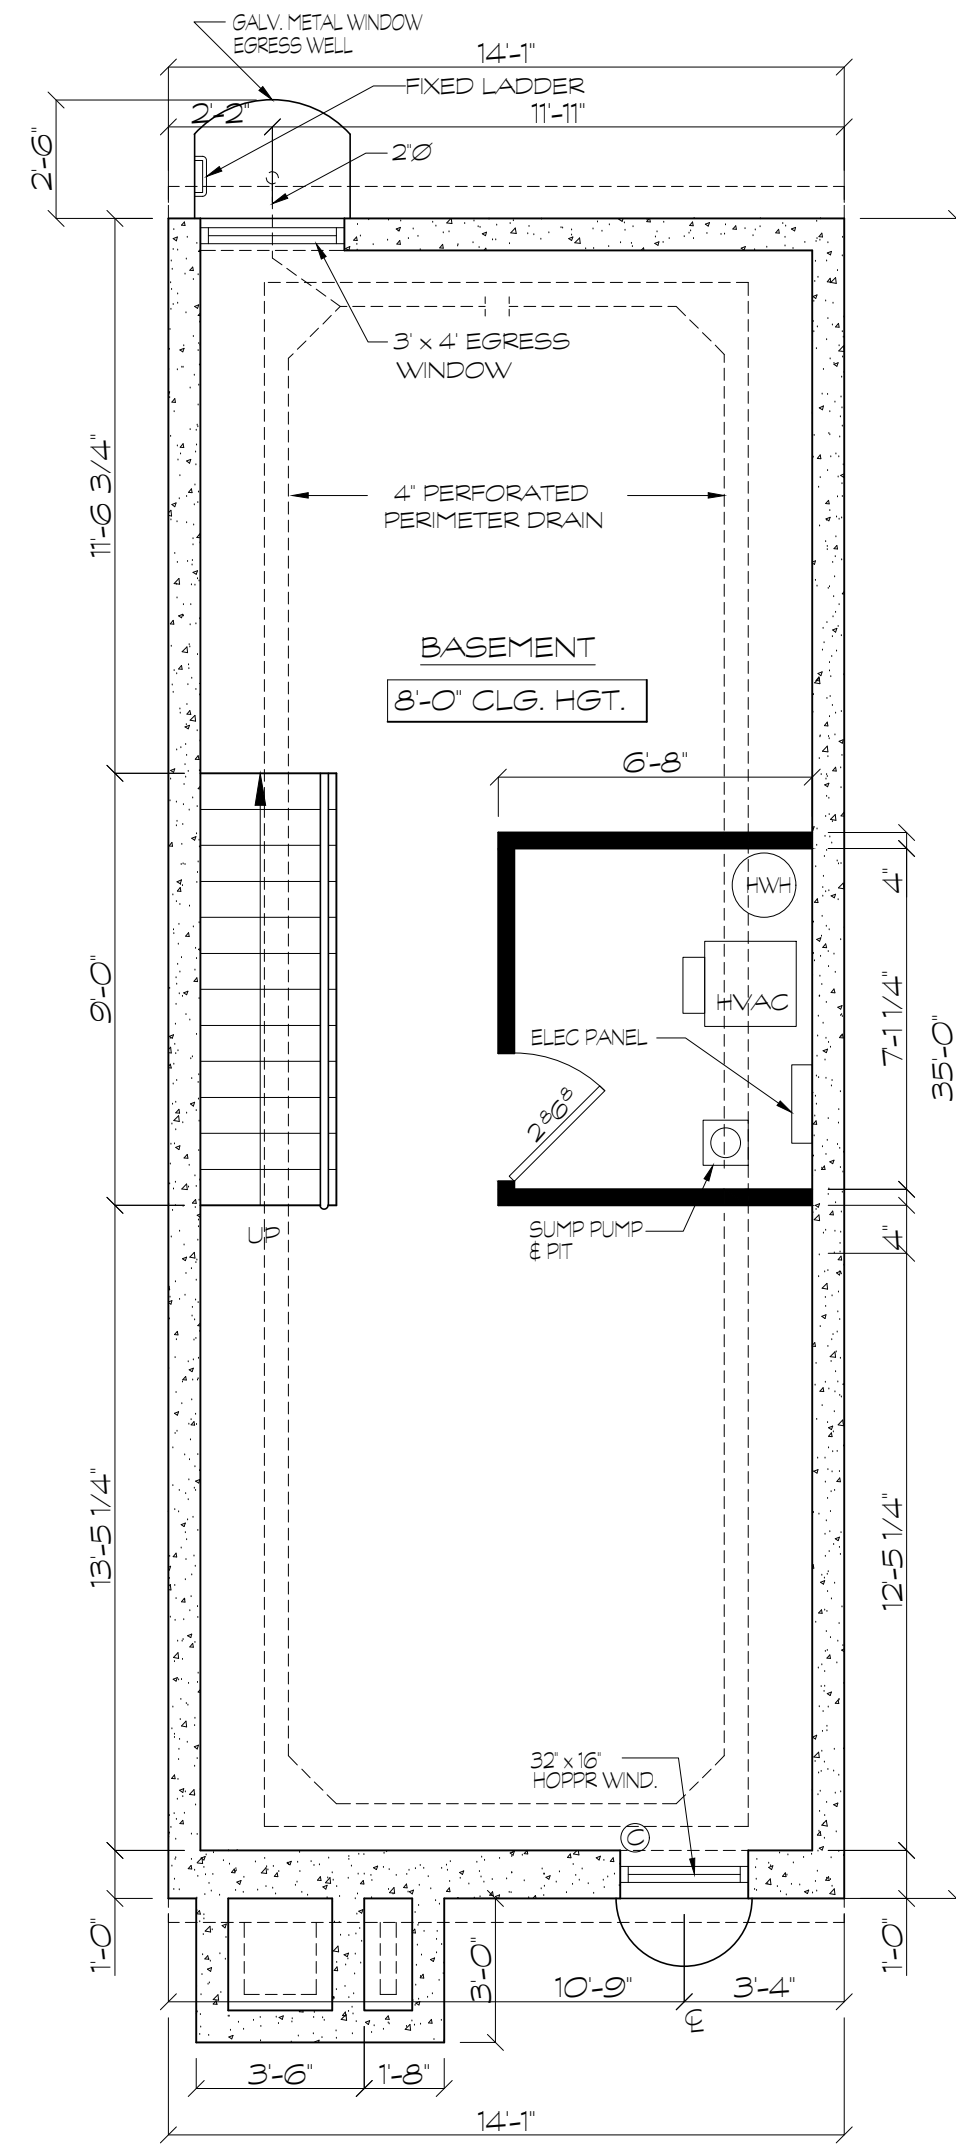 GALV. METAL WINDOW
EGRESS WELL
14'-1"
FIXED LADDER
2'-2"
11'-11"
2'-6"
2"Ø
3' x 4' EGRESS
WINDOW
11'-6 3/4"
4" PERFORATED
PERIMETER DRAIN
BASEMENT
8'-0" CLG. HGT.
6'-8"
HWH
4"
9'-0"
HVAC
7'-1 1/4"
35'-0"
ELEC PANEL
2⁸6⁸
UP
SUMP PUMP
& PIT
4"
13'-5 1/4"
12'-5 1/4"
32" x 16"
HOPPR WIND.
C
1'-0"
3'-0"
10'-9"
3'-4"
1'-0"
℄
3'-6"
1'-8"
14'-1"